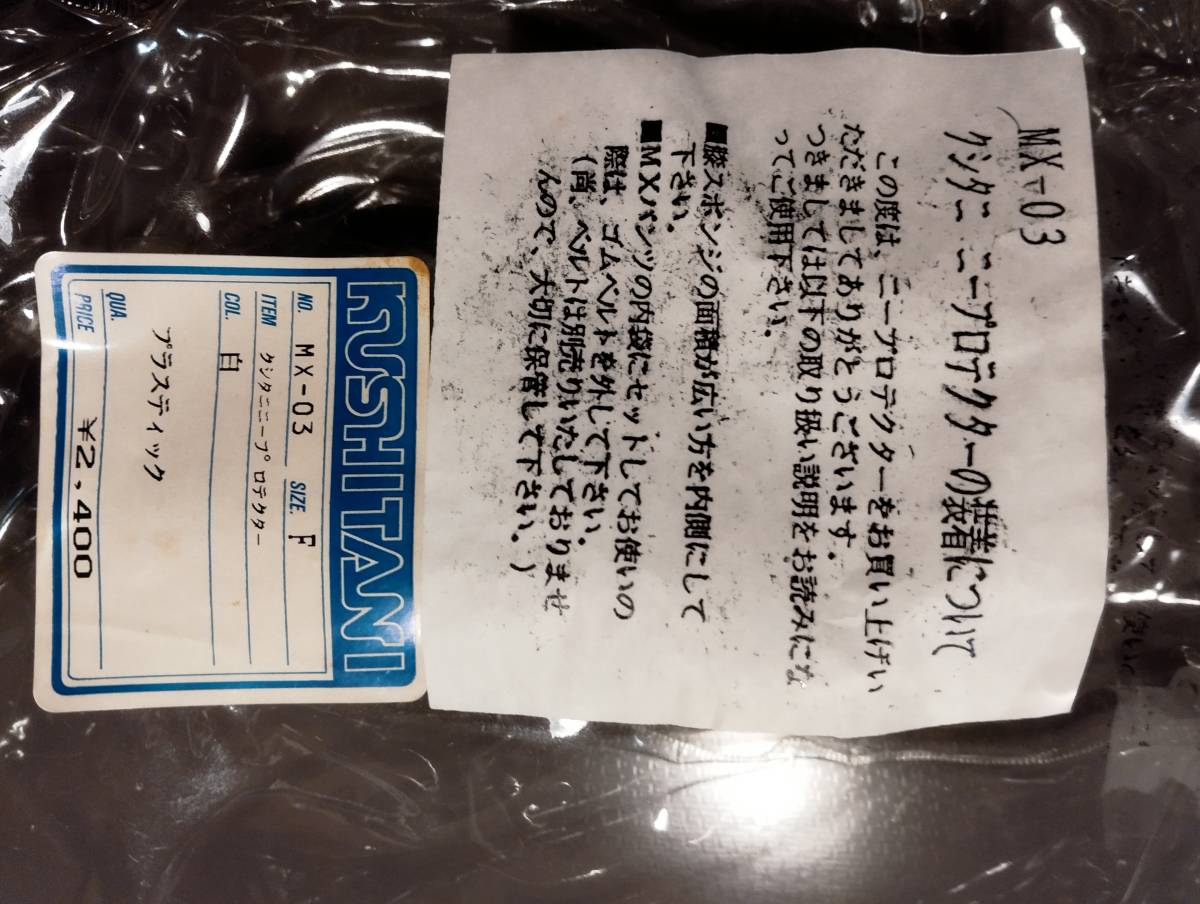 MX-03
クシタニ ニープロテクターの装着について
この度は、ニープロテクターをお買い上げい
ただきましてありがとうございます。
つきましては以下の取り扱い説明をお読みにな
ってご使用下さい。
■膝スポンジの面積が広い方を内側にして
下さい。
■MXパンツの内袋にセットしてお使いの
際は、ゴムベルトを外して下さい。
(尚、ベルトは別売りいたしておりませ
んので、大切に保管して下さい。)
KUSHITANI
NO. MX-03 SIZE F
ITEM クシタニニープロテクター
COL. 白
プラスティック
QUA.
PRICE ¥2,400